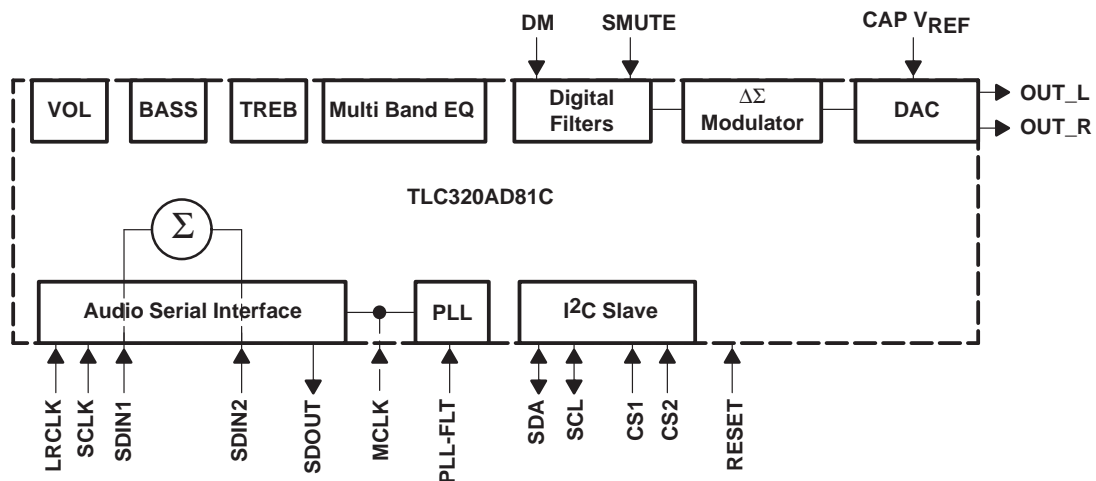 DM
SMUTE
CAP VREF
VOL
BASS
TREB
Multi Band EQ
Digital
Filters
ΔΣ
Modulator
DAC
OUT_L
OUT_R
TLC320AD81C
Σ
Audio Serial Interface
PLL
I2C Slave
LRCLK
SCLK
SDIN1
SDIN2
SDOUT
MCLK
PLL-FLT
SDA
SCL
CS1
CS2
RESET